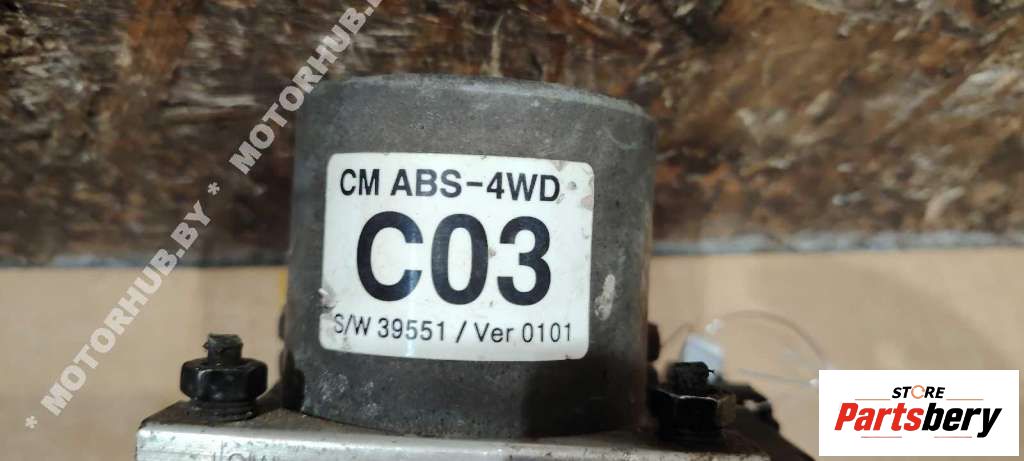 CM ABS-4WD
C03
S/W 39551 / Ver 0101
* MOTORHUB.BY * MOTORHUB.BY
STORE
Partsbery